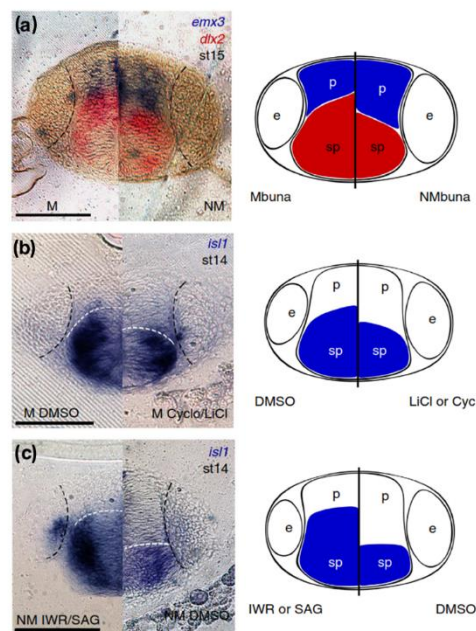 (a)
emx3
dlx2
st15
M
NM
p
p
e
e
sp
sp
Mbuna
NMbuna
(b)
isl1
st14
M DMSO
M Cyclo/LiCl
p
p
e
e
sp
sp
DMSO
LiCl or Cyc
(c)
isl1
st14
NM IWR/SAG
NM DMSO
p
p
e
e
sp
sp
IWR or SAG
DMSO